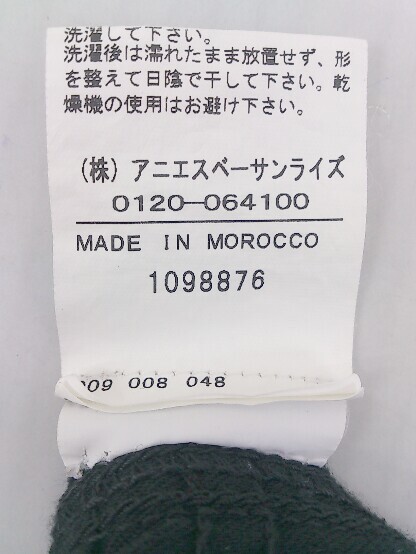 洗濯して下さい。
洗濯後は濡れたまま放置せず、形
を整えて日陰で干して下さい。乾
燥機の使用はお避け下さい。
(株) アニエスベーサンライズ
0120-064100
MADE IN MOROCCO
1098876
009 008 048